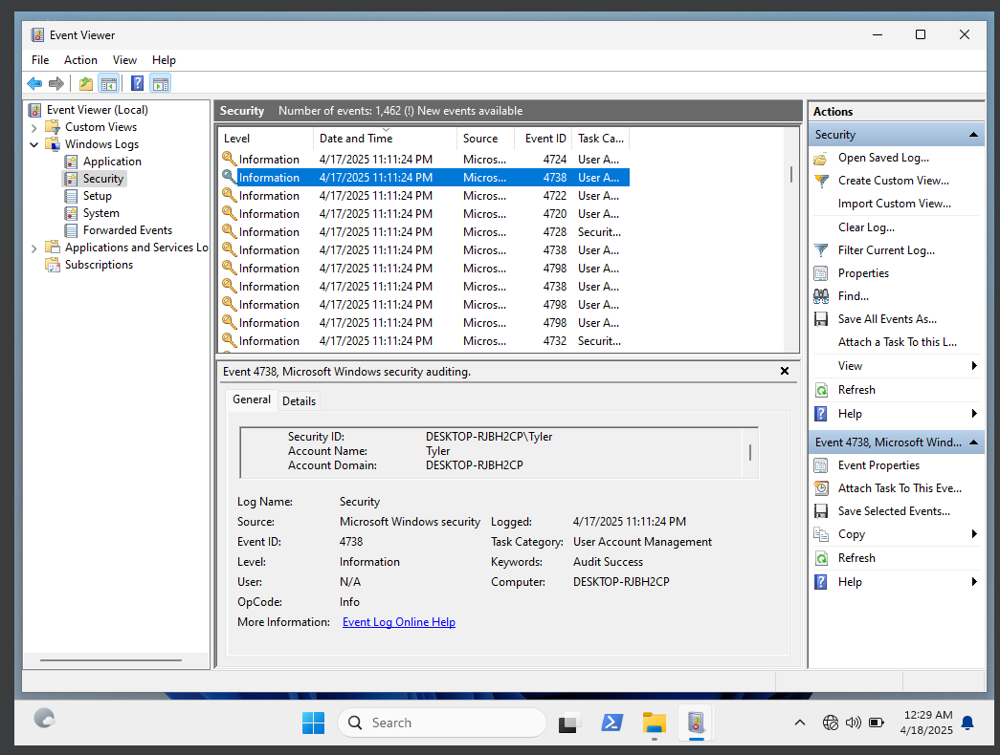 Event Viewer
File Action View Help
Event Viewer (Local)
Custom Views
Windows Logs
Application
Security
Setup
System
Forwarded Events
Applications and Services Lo
Subscriptions
Security Number of events: 1,462 (!) New events available
Level Date and Time Source Event ID Task Ca...
Information 4/17/2025 11:11:24 PM Micros... 4724 User A...
Information 4/17/2025 11:11:24 PM Micros... 4738 User A...
Information 4/17/2025 11:11:24 PM Micros... 4722 User A...
Information 4/17/2025 11:11:24 PM Micros... 4720 User A...
Information 4/17/2025 11:11:24 PM Micros... 4728 Securit...
Information 4/17/2025 11:11:24 PM Micros... 4738 User A...
Information 4/17/2025 11:11:24 PM Micros... 4798 User A...
Information 4/17/2025 11:11:24 PM Micros... 4738 User A...
Information 4/17/2025 11:11:24 PM Micros... 4798 User A...
Information 4/17/2025 11:11:24 PM Micros... 4798 User A...
Information 4/17/2025 11:11:24 PM Micros... 4732 Securit...
Event 4738, Microsoft Windows security auditing.
General Details
Security ID: DESKTOP-RJBH2CP\Tyler
Account Name: Tyler
Account Domain: DESKTOP-RJBH2CP
Log Name: Security
Source: Microsoft Windows security Logged: 4/17/2025 11:11:24 PM
Event ID: 4738 Task Category: User Account Management
Level: Information Keywords: Audit Success
User: N/A Computer: DESKTOP-RJBH2CP
OpCode: Info
More Information: Event Log Online Help
Actions
Security
Open Saved Log...
Create Custom View...
Import Custom View...
Clear Log...
Filter Current Log...
Properties
Find...
Save All Events As...
Attach a Task To this L...
View
Refresh
Help
Event 4738, Microsoft Wind...
Event Properties
Attach Task To This Eve...
Save Selected Events...
Copy
Refresh
Help
Search
12:29 AM
4/18/2025